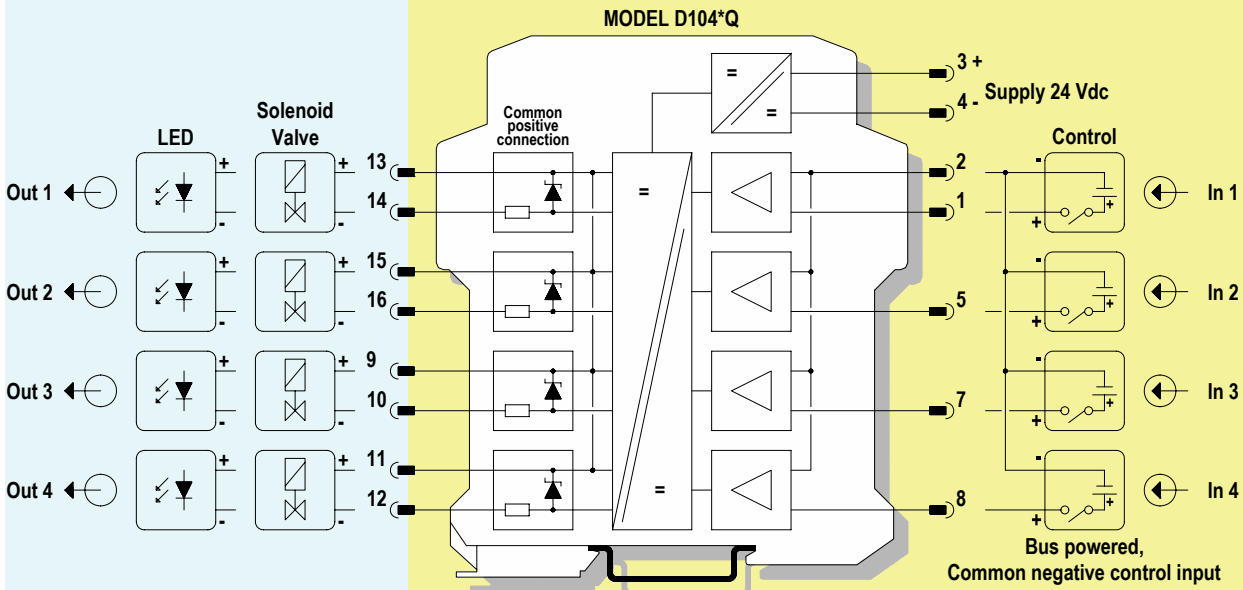 MODEL D104*Q
3 +
4 -
Supply 24 Vdc
=
=
LED
Solenoid
Valve
Common
positive
connection
Control
Out 1
+
-
+
-
13
14
=
2
1
-
+
+
In 1
Out 2
+
-
+
-
15
16
5
-
+
+
In 2
Out 3
+
-
+
-
9
10
7
-
+
+
In 3
Out 4
+
-
+
-
11
12
=
8
-
+
+
In 4
Bus powered,
Common negative control input